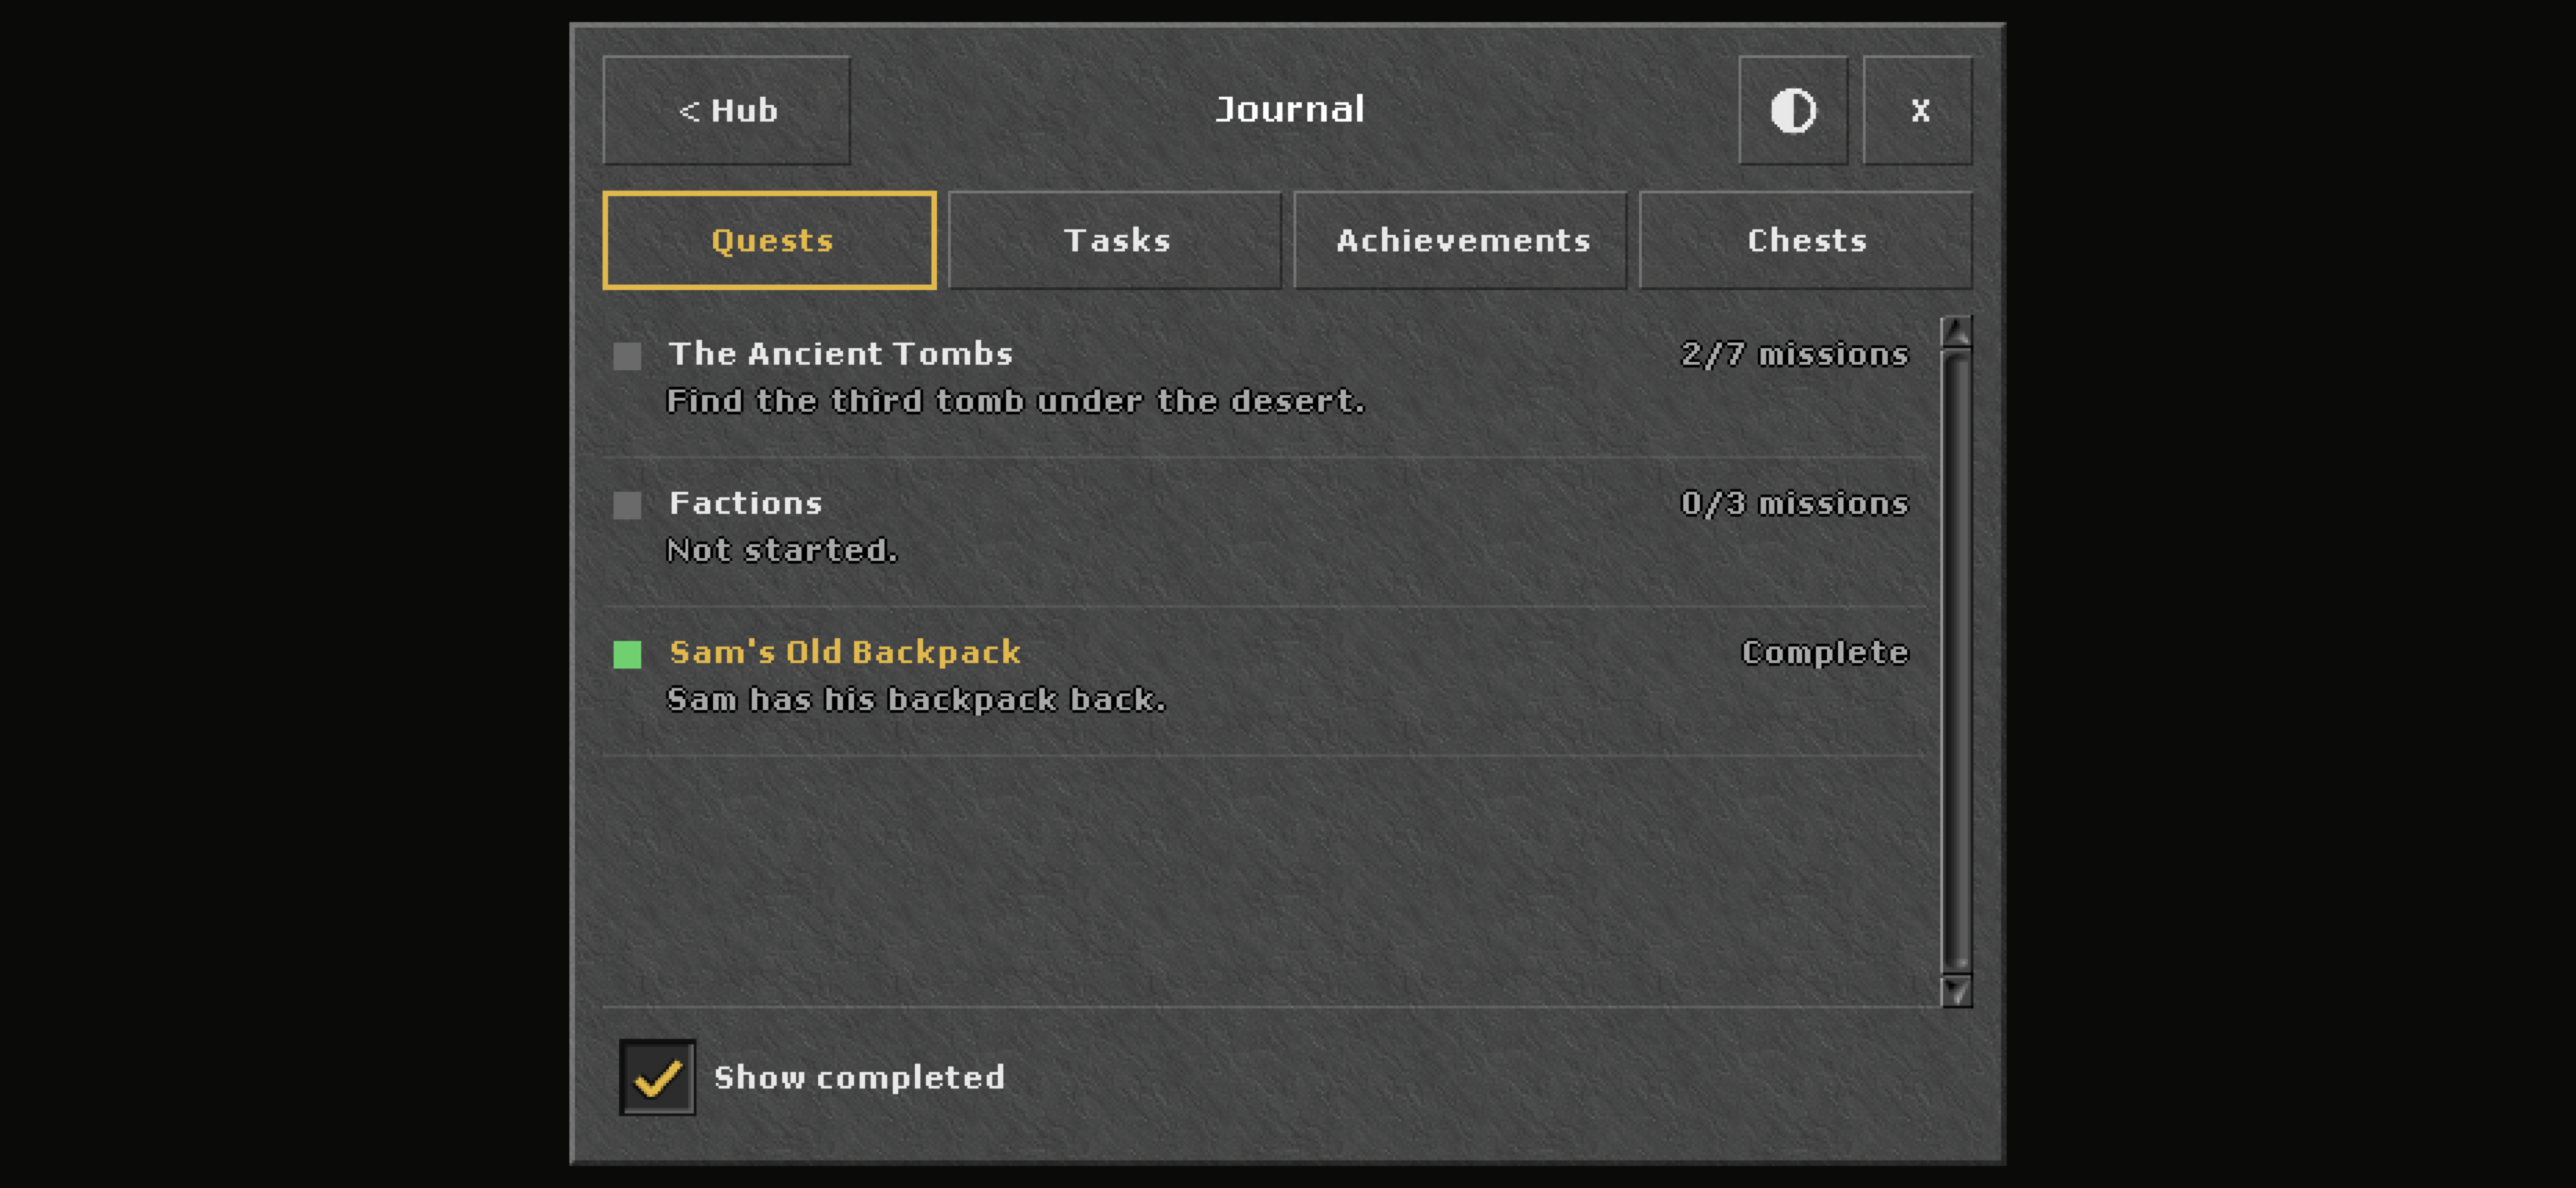 < Hub
Journal
X
Quests
Tasks
Achievements
Chests
The Ancient Tombs
2/7 missions
Find the third tomb under the desert.
Factions
0/3 missions
Not started.
Sam's Old Backpack
Complete
Sam has his backpack back.
Show completed